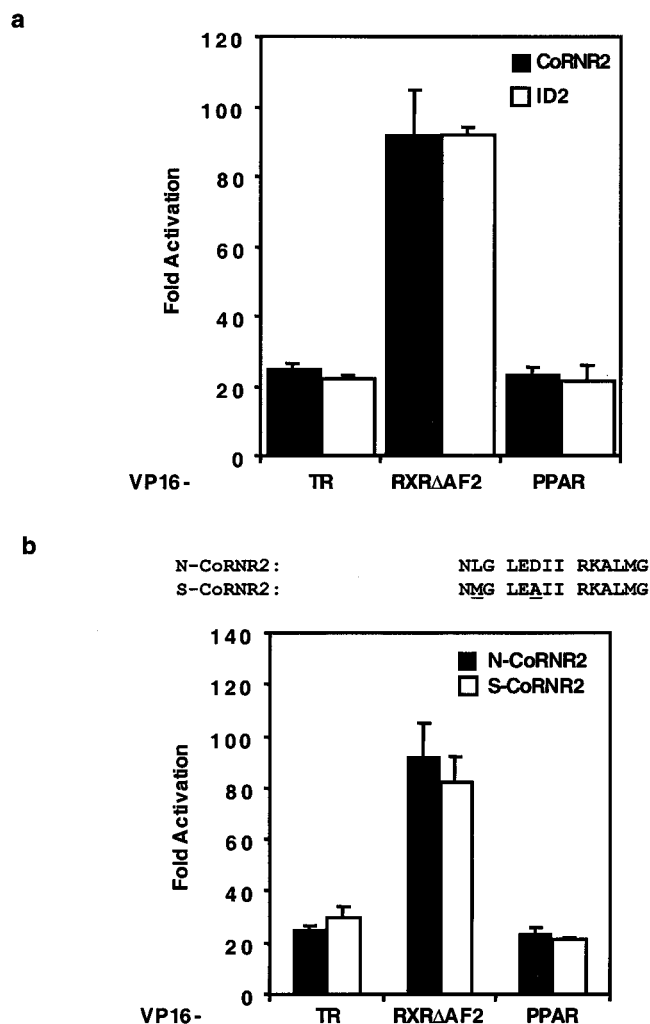 a
120
100
80
60
40
20
0
Fold Activation
CoRNR2
ID2
VP16- TR RXRΔAF2 PPAR
b
N-CoRNR2: NLG LEDII RKALMG
S-CoRNR2: NMG LEAII RKALMG
140
120
100
80
60
40
20
0
Fold Activation
N-CoRNR2
S-CoRNR2
VP16- TR RXRΔAF2 PPAR